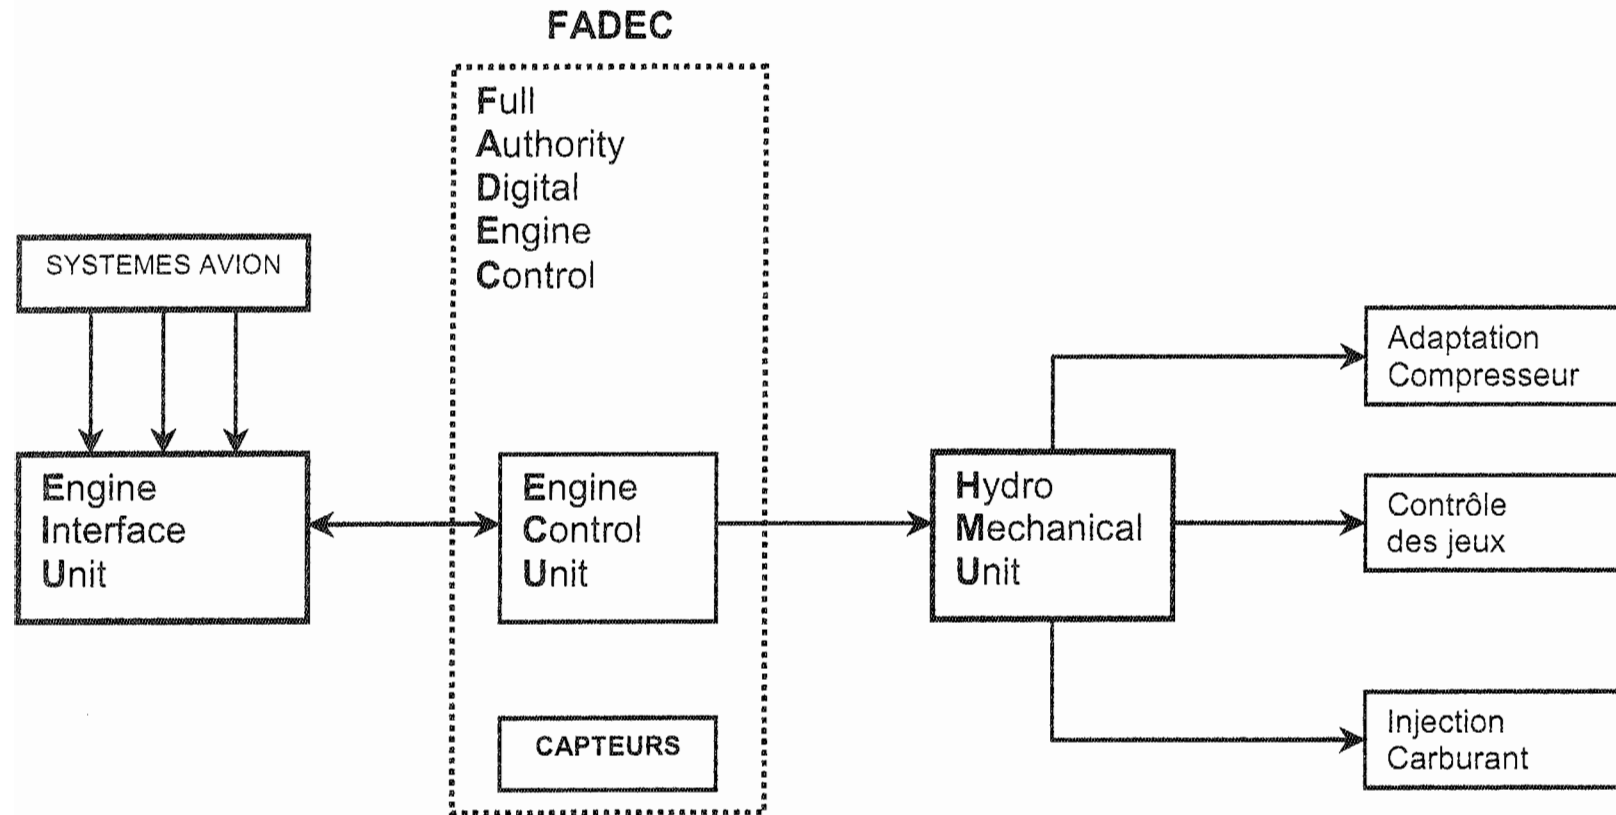 FADEC
Full
Authority
Digital
Engine
Control
SYSTEMES AVION
Engine
Interface
Unit
Engine
Control
Unit
CAPTEURS
Hydro
Mechanical
Unit
Adaptation
Compresseur
Contrôle
des jeux
Injection
Carburant